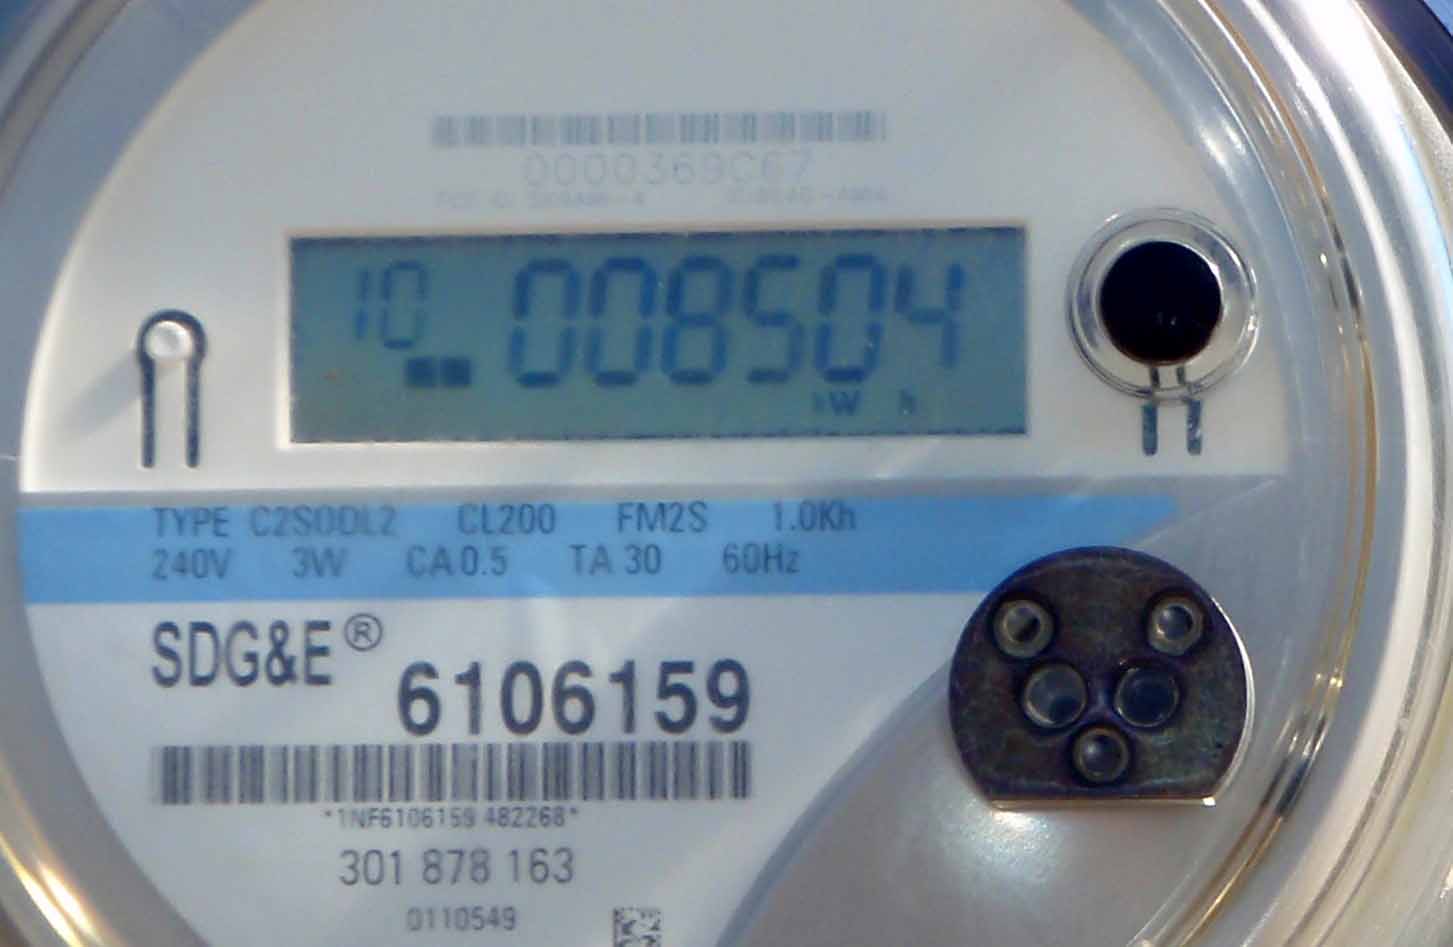 10 008504
kW h
TYPE C2SODL2 CL200 FM2S 1.0Kh
240V 3W CA 0.5 TA 30 60Hz
SDG&E®
6106159
*1NF6106159 482268*
301 878 163
0110549